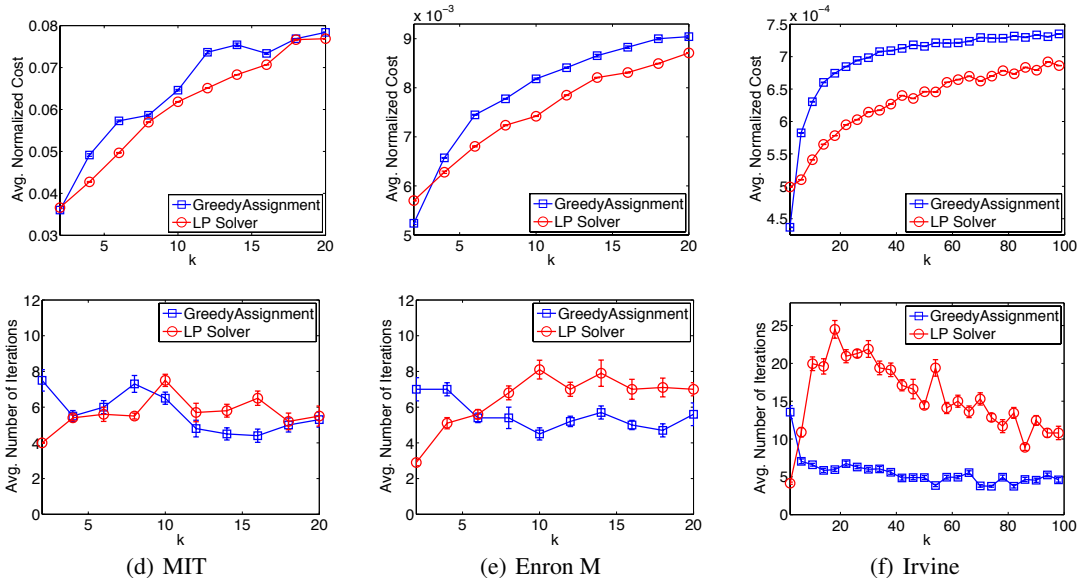 0.08
0.07
0.06
0.05
0.04
0.03
Avg. Normalized Cost
GreedyAssignment
LP Solver
5
10
15
20
k
x 10⁻³
9
8
7
6
5
Avg. Normalized Cost
GreedyAssignment
LP Solver
5
10
15
20
k
x 10⁻⁴
7.5
7
6.5
6
5.5
5
4.5
Avg. Normalized Cost
GreedyAssignment
LP Solver
20
40
60
80
100
k
12
10
8
6
4
2
0
Avg. Number of Iterations
GreedyAssignment
LP Solver
5
10
15
20
k
12
10
8
6
4
2
0
Avg. Number of Iterations
GreedyAssignment
LP Solver
5
10
15
20
k
25
20
15
10
5
0
Avg. Number of Iterations
GreedyAssignment
LP Solver
20
40
60
80
100
k
(d) MIT
(e) Enron M
(f) Irvine